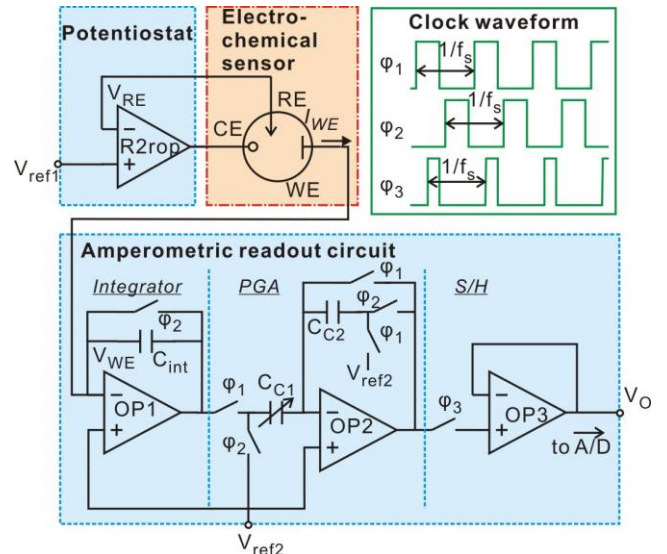 Potentiostat
Electro-
chemical
sensor
Clock waveform
V_RE
R2rop
−
+
V_ref1
CE
RE
I_WE
WE
φ1
1/f_s
φ2
1/f_s
φ3
1/f_s
Amperometric readout circuit
Integrator
PGA
S/H
φ2
V_WE
C_int
OP1
−
+
φ1
φ2
C_C1
φ1
C_C2
φ2
φ1
V_ref2
OP2
−
+
φ3
OP3
−
+
V_O
to A/D
V_ref2